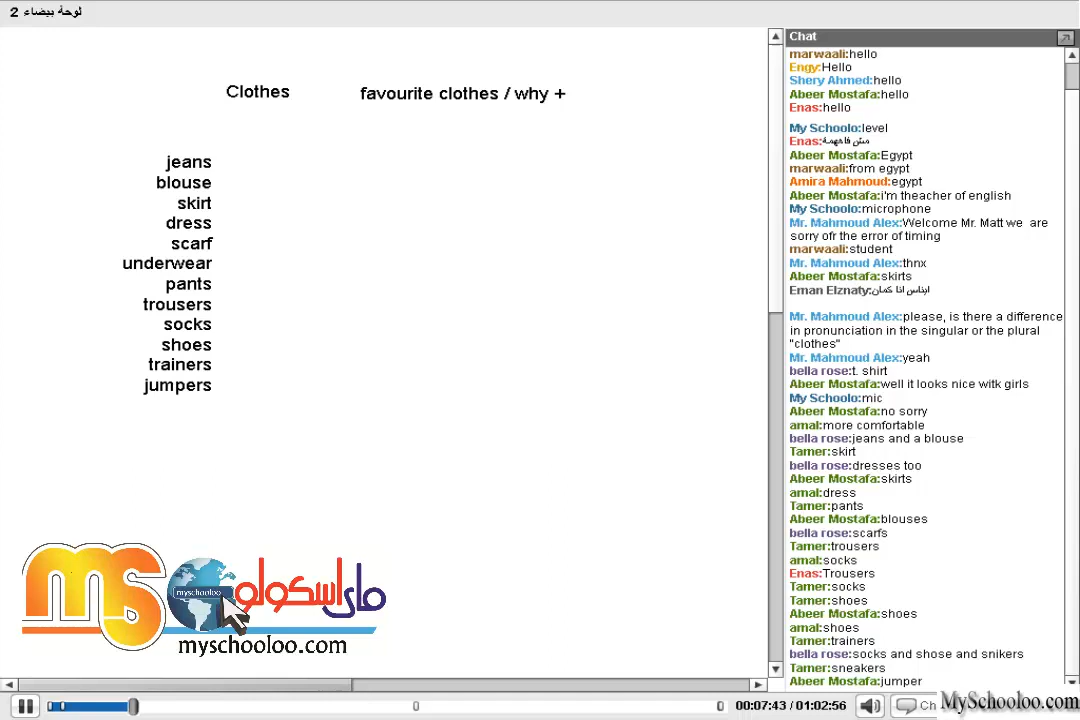 لوحة بيضاء 2
Clothes
favourite clothes / why +
jeans
blouse
skirt
dress
scarf
underwear
pants
trousers
socks
shoes
trainers
jumpers
ms
myschooloo
ماى اسكولو
myschooloo.com
Chat
marwaali:hello
Engy:Hello
Shery Ahmed:hello
Abeer Mostafa:hello
Enas:hello
My Schoolo:level
Enas:مش فاهمة
Abeer Mostafa:Egypt
marwaali:from egypt
Amira Mahmoud:egypt
Abeer Mostafa:i'm theacher of english
My Schoolo:microphone
Mr. Mahmoud Alex:Welcome Mr. Matt we are
sorry ofr the error of timing
marwaali:student
Mr. Mahmoud Alex:thnx
Abeer Mostafa:skirts
Eman Elznaty:ايناس انا كمان
Mr. Mahmoud Alex:please, is there a difference
in pronunciation in the singular or the plural
"clothes"
Mr. Mahmoud Alex:yeah
bella rose:t. shirt
Abeer Mostafa:well it looks nice witk girls
My Schoolo:mic
Abeer Mostafa:no sorry
amal:more comfortable
bella rose:jeans and a blouse
Tamer:skirt
bella rose:dresses too
Abeer Mostafa:skirts
amal:dress
Tamer:pants
Abeer Mostafa:blouses
bella rose:scarfs
Tamer:trousers
amal:socks
Enas:Trousers
Tamer:socks
Tamer:shoes
Abeer Mostafa:shoes
amal:shoes
Tamer:trainers
bella rose:socks and shose and snikers
Tamer:sneakers
Abeer Mostafa:jumper
00:07:43 / 01:02:56
Ch
MySchooloo.com